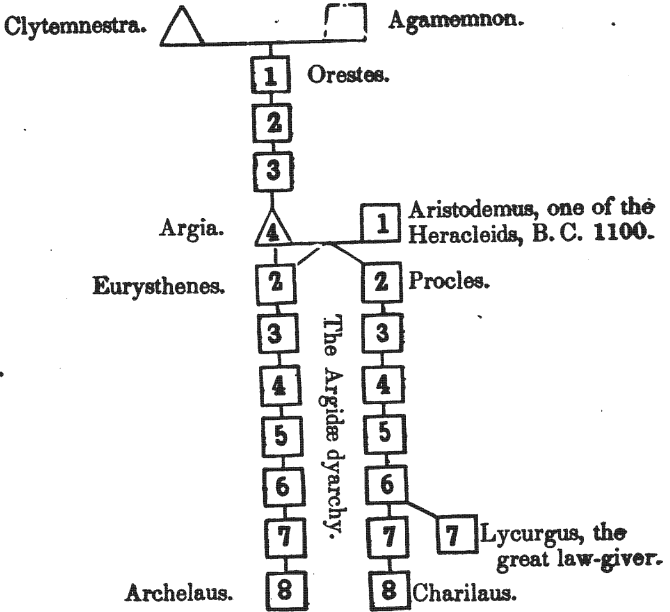 Clytemnestra.
Agamemnon.
1 Orestes.
2
3
Argia. 4 1 Aristodemus, one of the
Heracleids, B. C. 1100.
Eurysthenes. 2 2 Procles.
3 3
4 4
5 5
6 6
7 7 7 Lycurgus, the
great law-giver.
Archelaus. 8 8 Charilaus.
The Argidæ dyarchy.